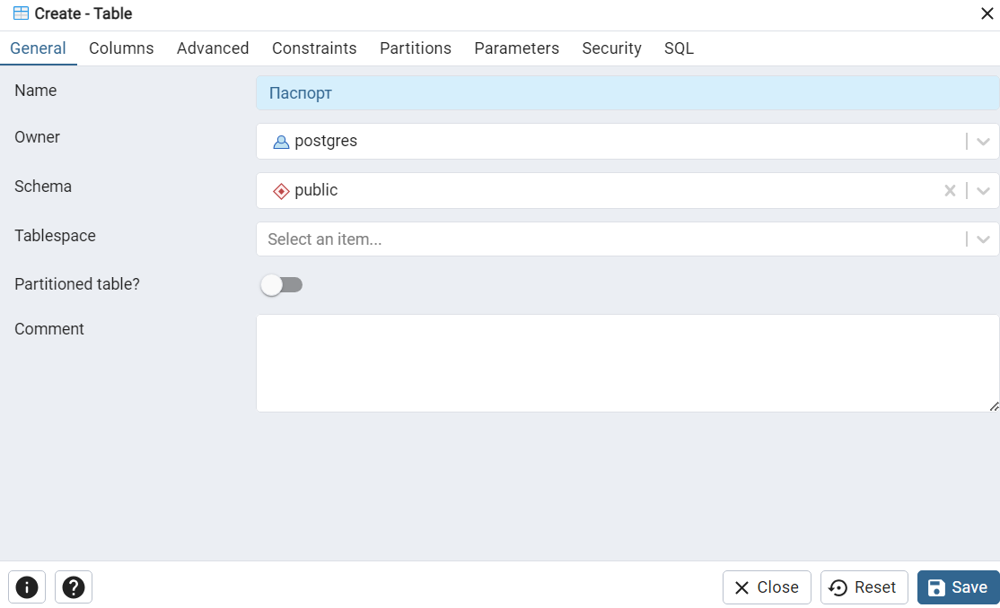 Create - Table
General Columns Advanced Constraints Partitions Parameters Security SQL
Name Паспорт
Owner postgres
Schema public
Tablespace Select an item...
Partitioned table?
Comment
Close Reset Save